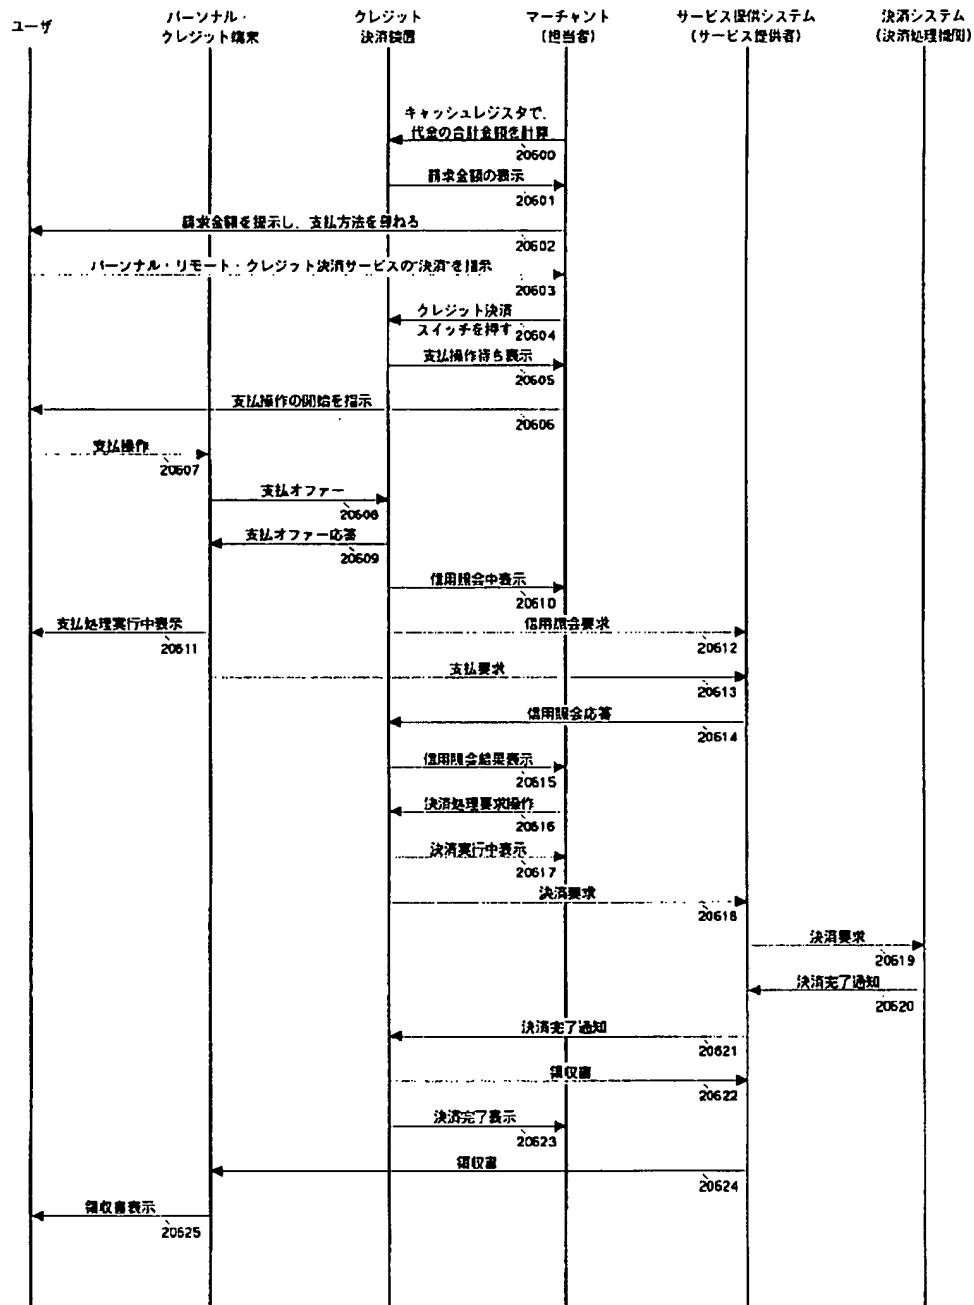 ユーザ
パーソナル・
クレジット端末
クレジット
決済装置
マーチャント
(担当者)
サービス提供システム
(サービス提供者)
決済システム
(決済処理機関)
キャッシュレジスタで、
代金の合計金額を計算
20600
請求金額の表示
20601
請求金額を提示し、支払方法を尋ねる
20602
パーソナル・リモート・クレジット決済サービスの"決済"を指示
20603
クレジット決済
スイッチを押す
20604
支払操作待ち表示
20605
支払操作の開始を指示
20606
支払操作
20607
支払オファー
20608
支払オファー応答
20609
信用照会中表示
20610
支払処理実行中表示
20611
信用照会要求
20612
支払要求
20613
信用照会応答
20614
信用照会結果表示
20615
決済処理要求操作
20616
決済実行中表示
20617
決済要求
20618
決済要求
20619
決済完了通知
20620
決済完了通知
20621
領収書
20622
決済完了表示
20623
領収書
20624
領収書表示
20625